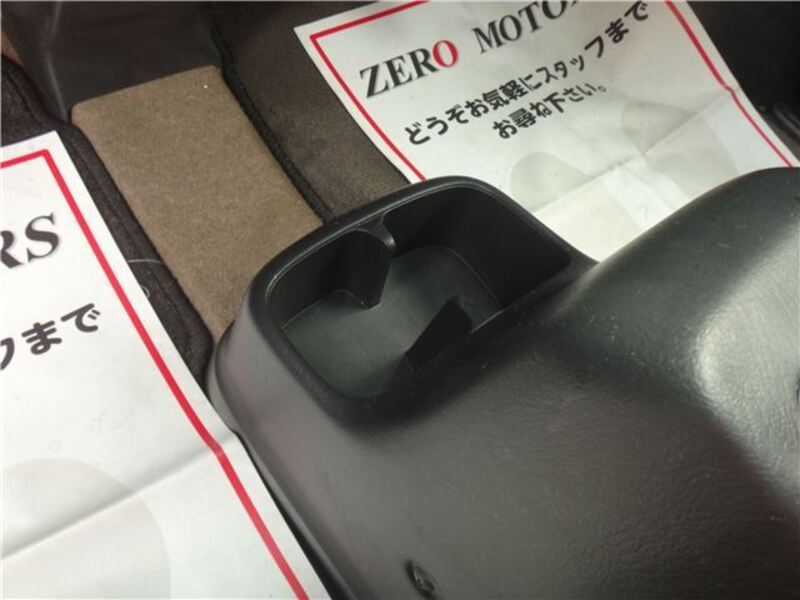 ZERO MOTO
どうぞお気軽にスタッフまで
お尋ね下さい。
RS
フまで